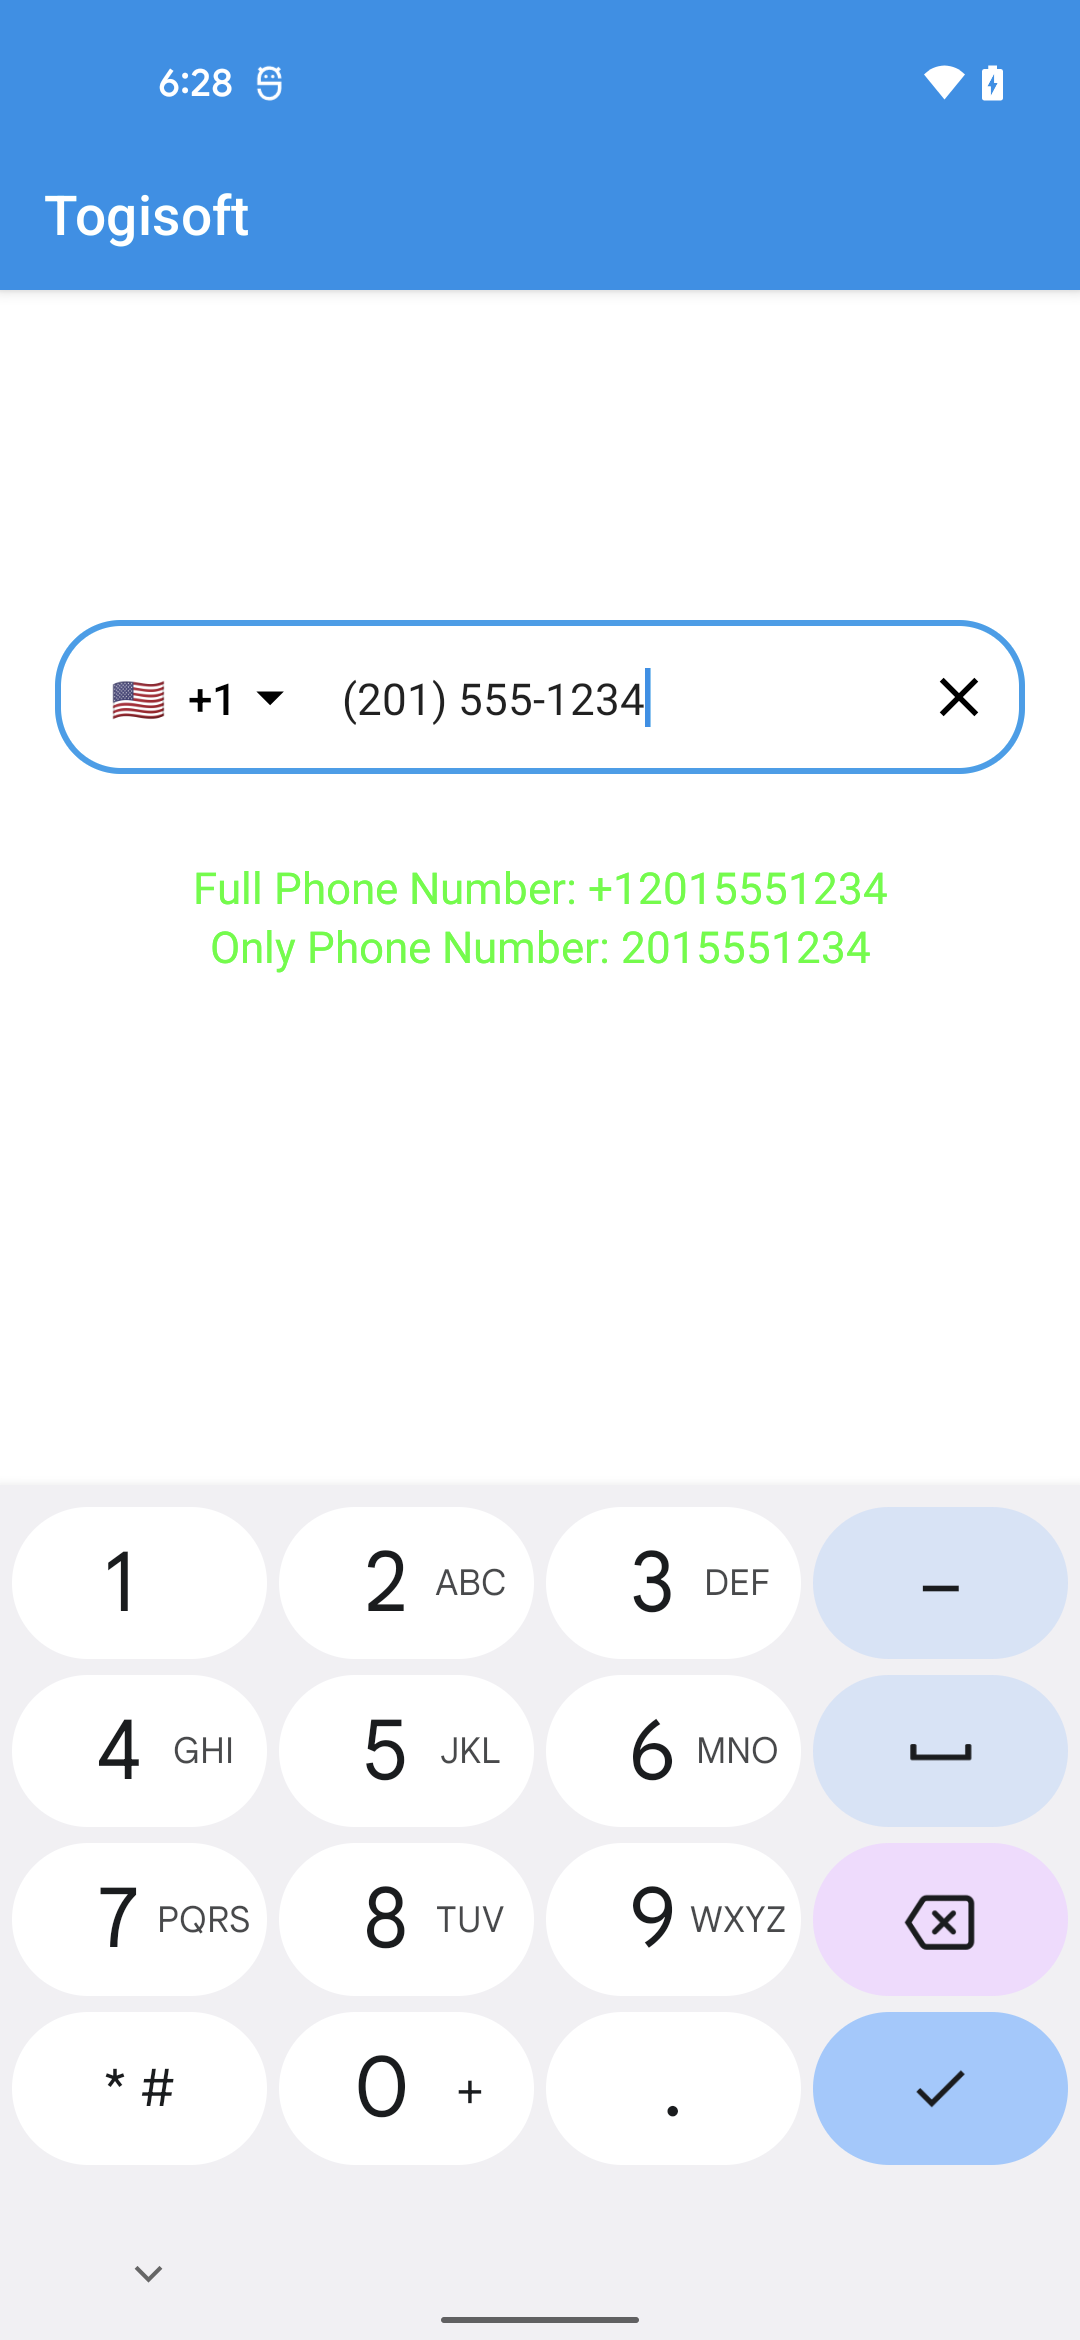 6:28
Togisoft
+1 (201) 555-1234
Full Phone Number: +12015551234
Only Phone Number: 2015551234
1 2 ABC 3 DEF –
4 GHI 5 JKL 6 MNO
7 PQRS 8 TUV 9 WXYZ
* # 0 + .